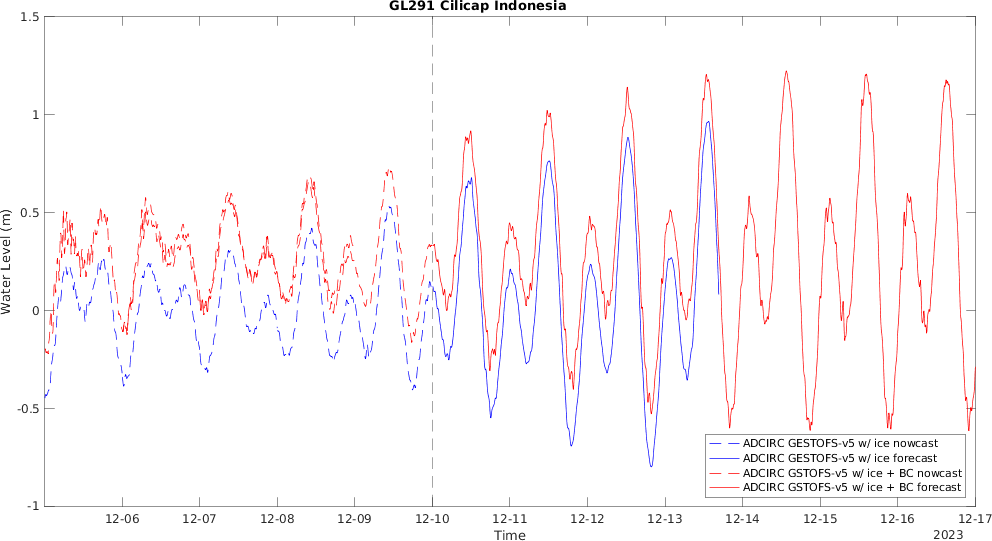 GL291 Cilicap Indonesia
1.5
1
0.5
0
-0.5
-1
Water Level (m)
12-06
12-07
12-08
12-09
12-10
12-11
12-12
12-13
12-14
12-15
12-16
12-17
Time
2023
ADCIRC GESTOFS-v5 w/ ice nowcast
ADCIRC GESTOFS-v5 w/ ice forecast
ADCIRC GSTOFS-v5 w/ ice + BC nowcast
ADCIRC GSTOFS-v5 w/ ice + BC forecast